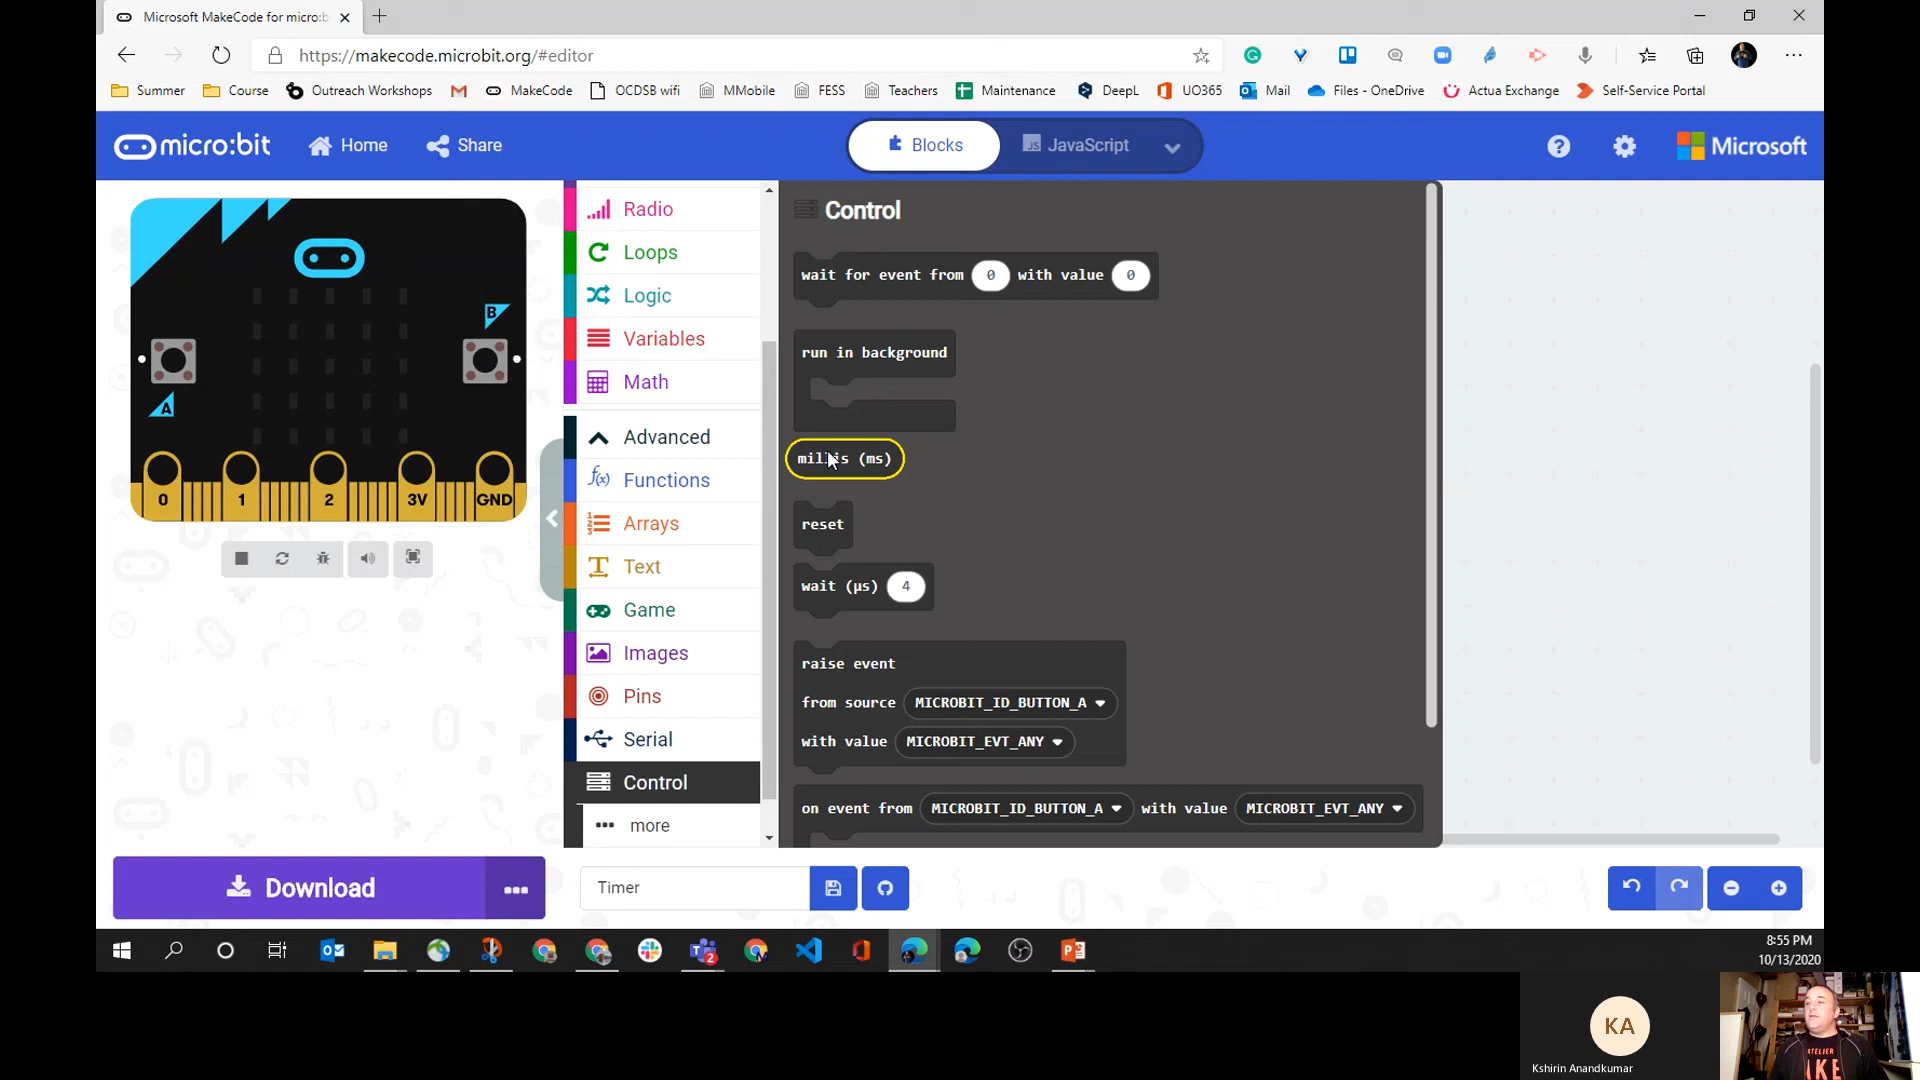 Microsoft MakeCode for micro:b
https://makecode.microbit.org/#editor
Summer Course Outreach Workshops MakeCode OCDSB wifi MMobile FESS Teachers Maintenance DeepL UO365 Mail Files - OneDrive Actua Exchange Self-Service Portal
micro:bit Home Share Blocks JS JavaScript ? Microsoft
Radio
Loops
Logic
Variables
Math
Advanced
Functions
Arrays
Text
Game
Images
Pins
Serial
Control
more
Control
wait for event from 0 with value 0
run in background
millis (ms)
reset
wait (µs) 4
raise event
from source MICROBIT_ID_BUTTON_A
with value MICROBIT_EVT_ANY
on event from MICROBIT_ID_BUTTON_A with value MICROBIT_EVT_ANY
B
A
0 1 2 3V GND
Download
Timer
2
8:55 PM
10/13/2020
KA
Kshirin Anandkumar
ATELIER